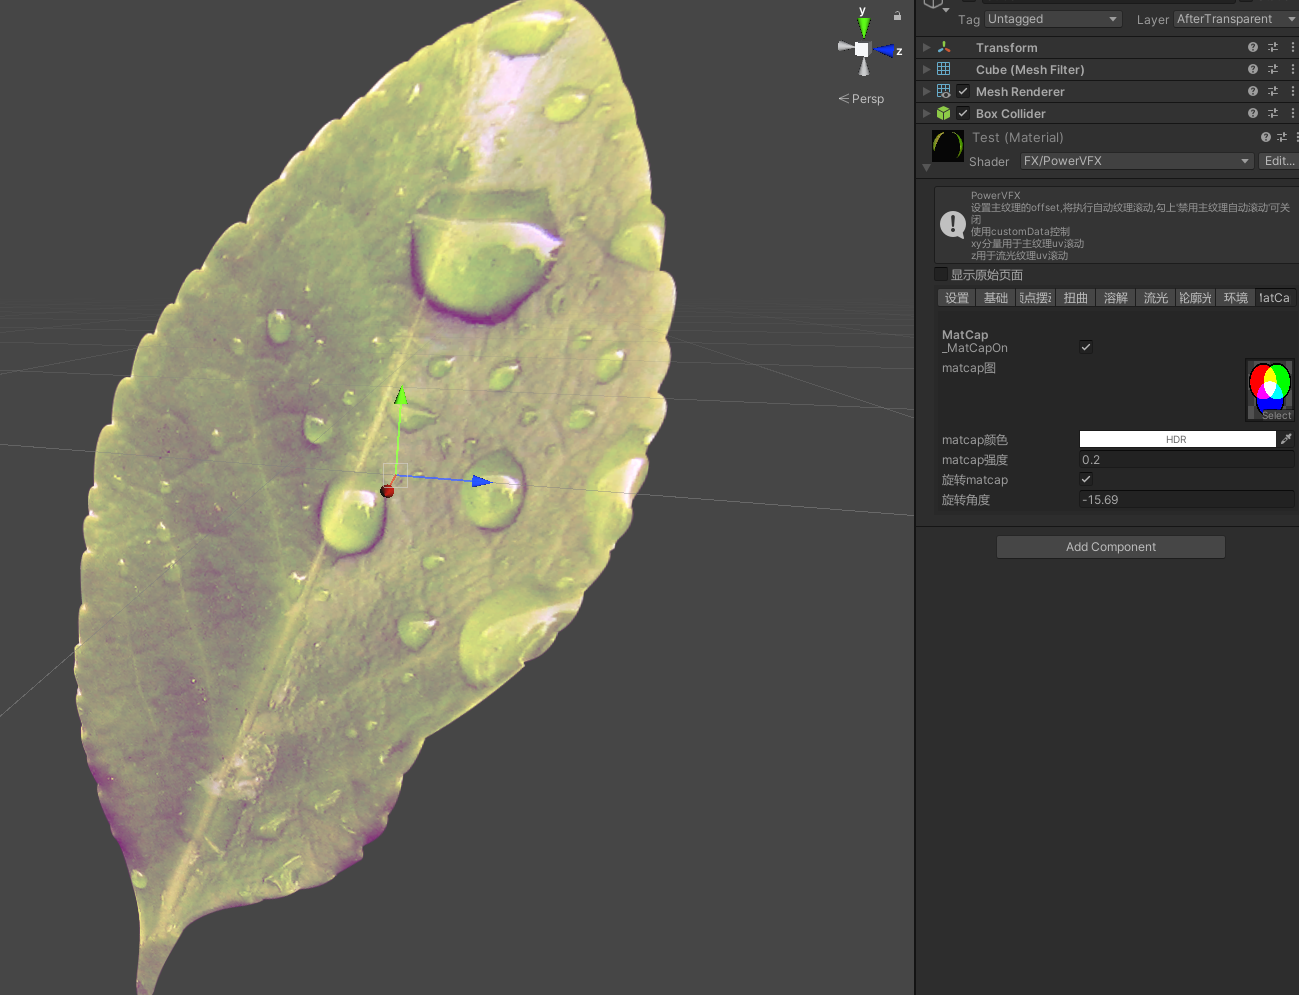 y
z
Persp
Tag Untagged Layer AfterTransparent
Transform
Cube (Mesh Filter)
Mesh Renderer
Box Collider
Test (Material)
Shader FX/PowerVFX Edit...
PowerVFX
设置主纹理的offset,将执行自动纹理滚动,勾上'禁用主纹理自动滚动'可关
闭
使用customData控制
xy分量用于主纹理uv滚动
z用于流光纹理uv滚动
显示原始页面
设置 基础 扭曲 溶解 流光 轮廓光 环境 MatCa
MatCap
_MatCapOn
matcap图
Select
matcap颜色 HDR
matcap强度 0.2
旋转matcap
旋转角度 -15.69
Add Component